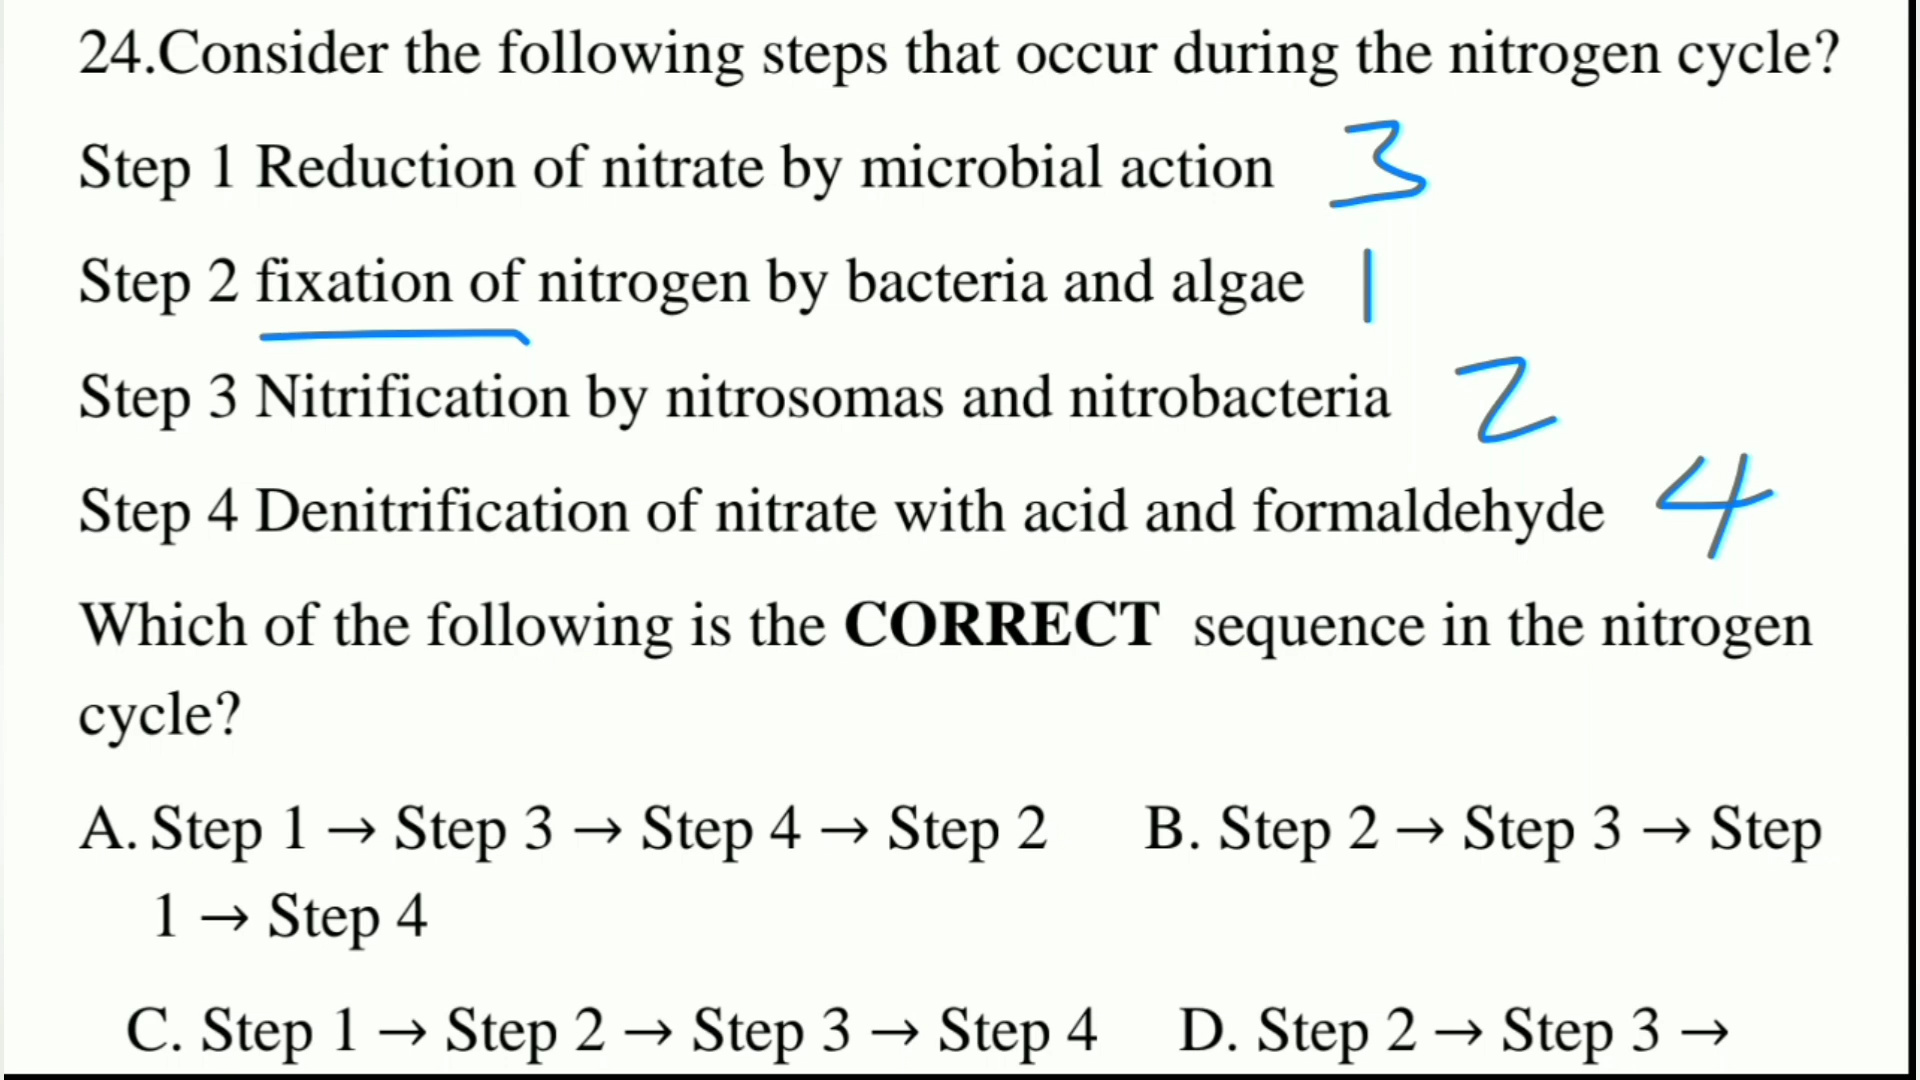 24.Consider the following steps that occur during the nitrogen cycle?
Step 1 Reduction of nitrate by microbial action 3
Step 2 fixation of nitrogen by bacteria and algae 1
Step 3 Nitrification by nitrosomas and nitrobacteria 2
Step 4 Denitrification of nitrate with acid and formaldehyde 4
Which of the following is the CORRECT sequence in the nitrogen
cycle?
A. Step 1 → Step 3 → Step 4 → Step 2 B. Step 2 → Step 3 → Step
1 → Step 4
C. Step 1 → Step 2 → Step 3 → Step 4 D. Step 2 → Step 3 →